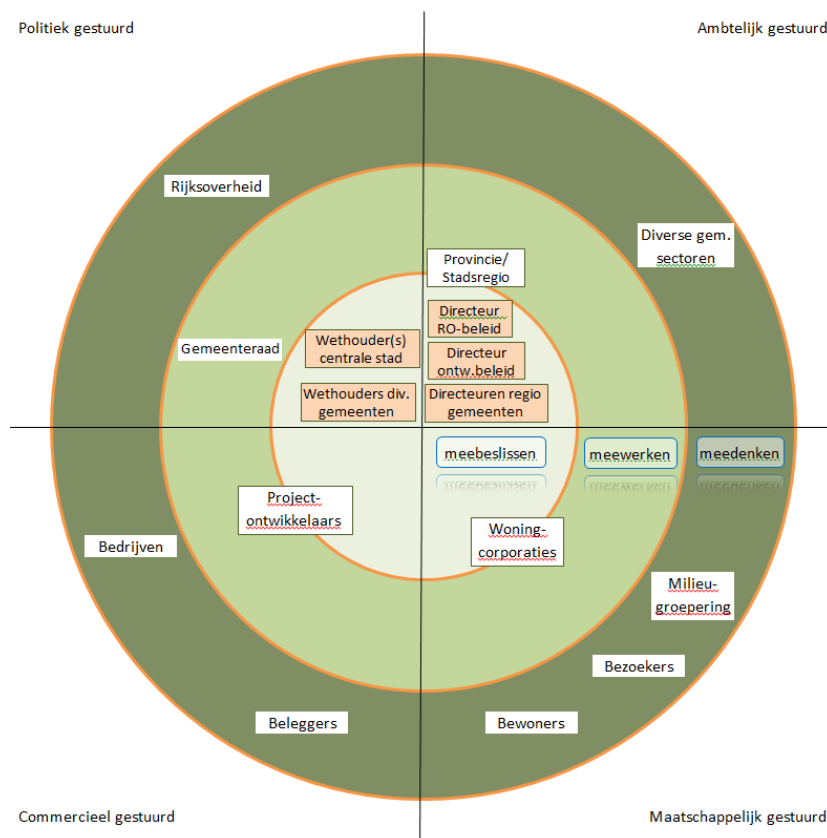 Politiek gestuurd
Ambtelijk gestuurd
Rijksoverheid
Diverse gem.
sectoren
Provincie/
Stadsregio
Directeur
RO-beleid
Wethouder(s)
centrale stad
Gemeenteraad
Directeur
ontw.beleid
Wethouders div.
gemeenten
Directeuren regio
gemeenten
meebeslissen
meewerken
meedenken
Project-
ontwikkelaars
Woning-
corporaties
Bedrijven
Milieu-
groepering
Bezoekers
Beleggers
Bewoners
Commercieel gestuurd
Maatschappelijk gestuurd